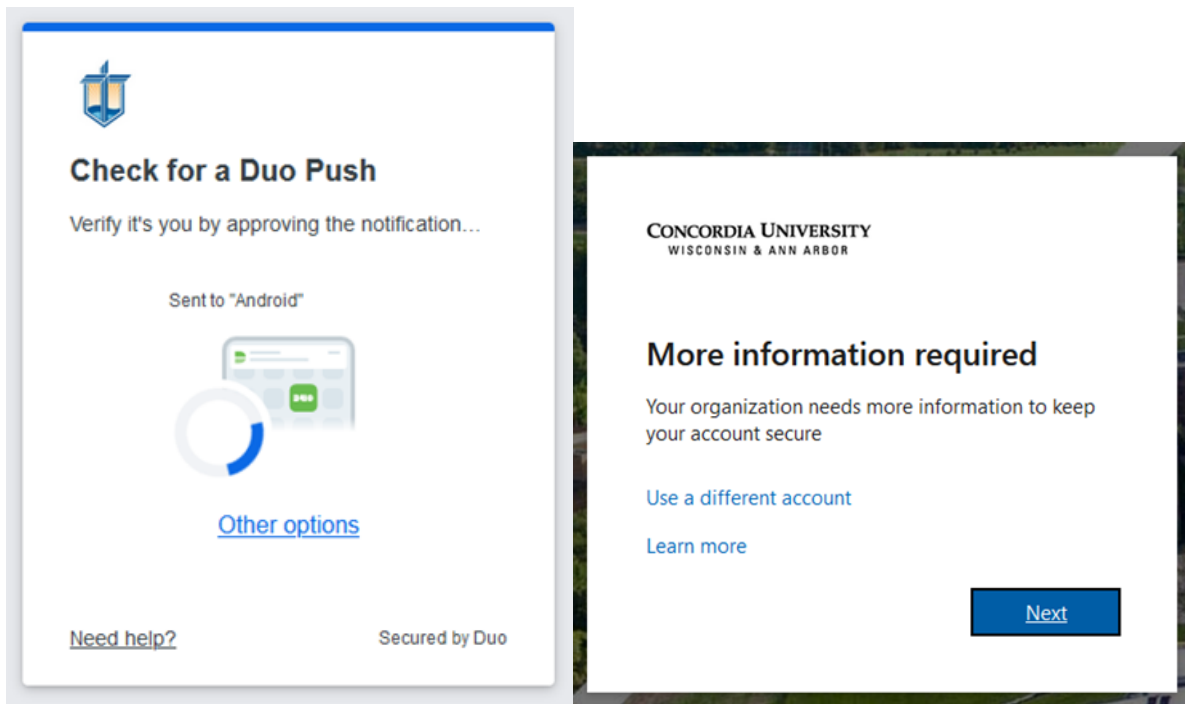 Check for a Duo Push
Verify it's you by approving the notification...
Sent to "Android"
Other options
Need help?
Secured by Duo
CONCORDIA UNIVERSITY
WISCONSIN & ANN ARBOR
More information required
Your organization needs more information to keep
your account secure
Use a different account
Learn more
Next